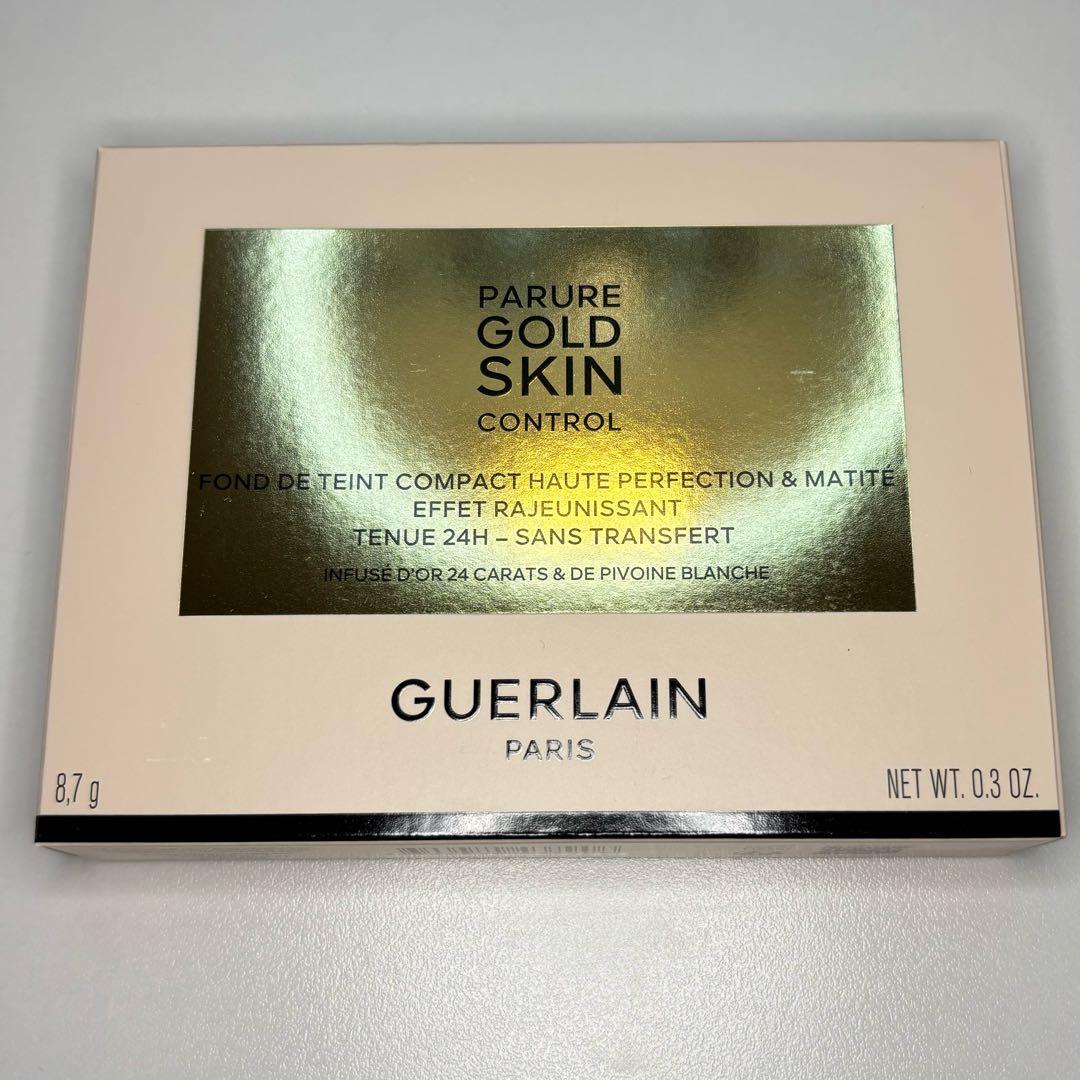 PARURE
GOLD
SKIN
CONTROL
FOND DE TEINT COMPACT HAUTE PERFECTION & MATITÉ
EFFET RAJEUNISSANT
TENUE 24H – SANS TRANSFERT
INFUSÉ D'OR 24 CARATS & DE PIVOINE BLANCHE
GUERLAIN
PARIS
8,7 g
NET WT. 0.3 OZ.